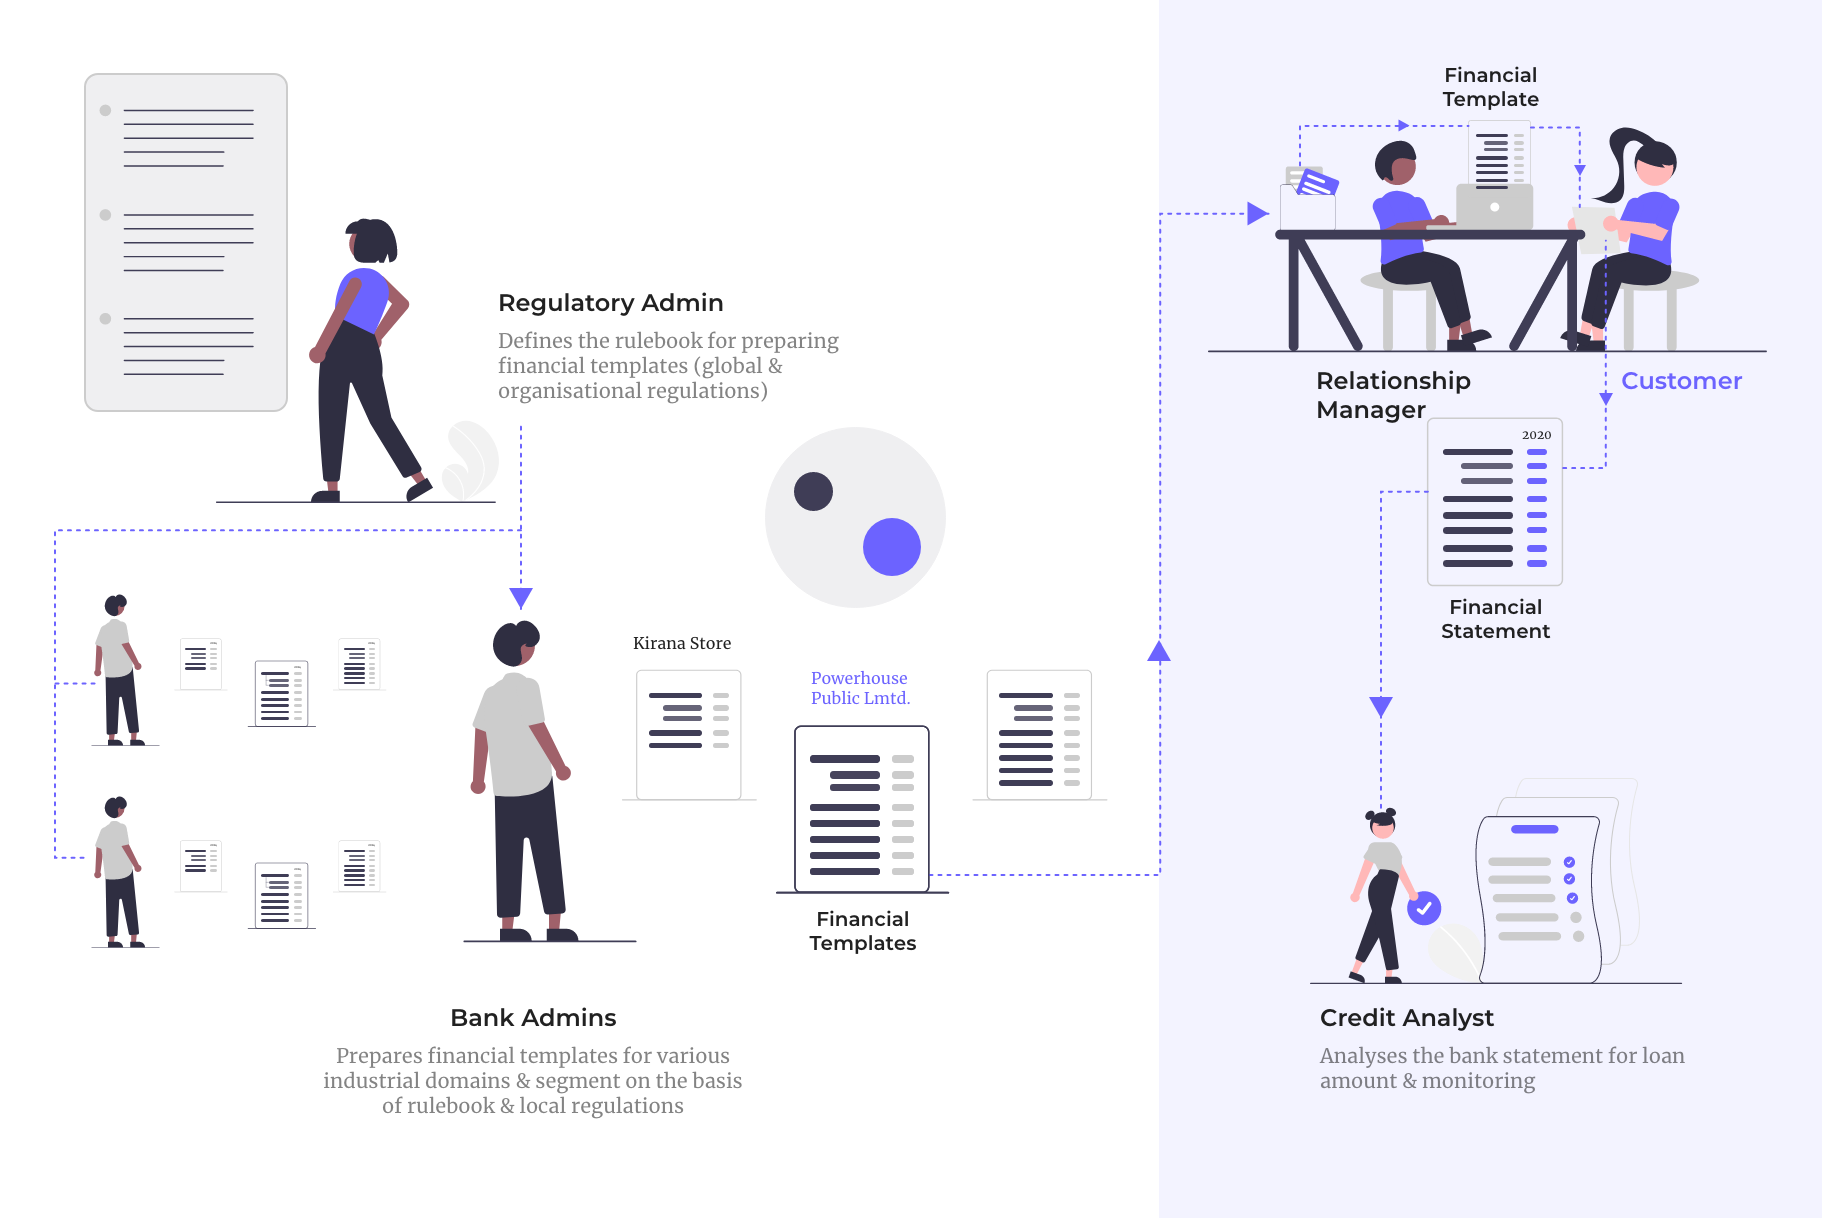 Regulatory Admin
Defines the rulebook for preparing
financial templates (global &
organisational regulations)
Kirana Store
Powerhouse
Public Lmtd.
Financial
Templates
Bank Admins
Prepares financial templates for various
industrial domains & segment on the basis
of rulebook & local regulations
Financial
Template
Relationship
Manager
Customer
2020
Financial
Statement
Credit Analyst
Analyses the bank statement for loan
amount & monitoring